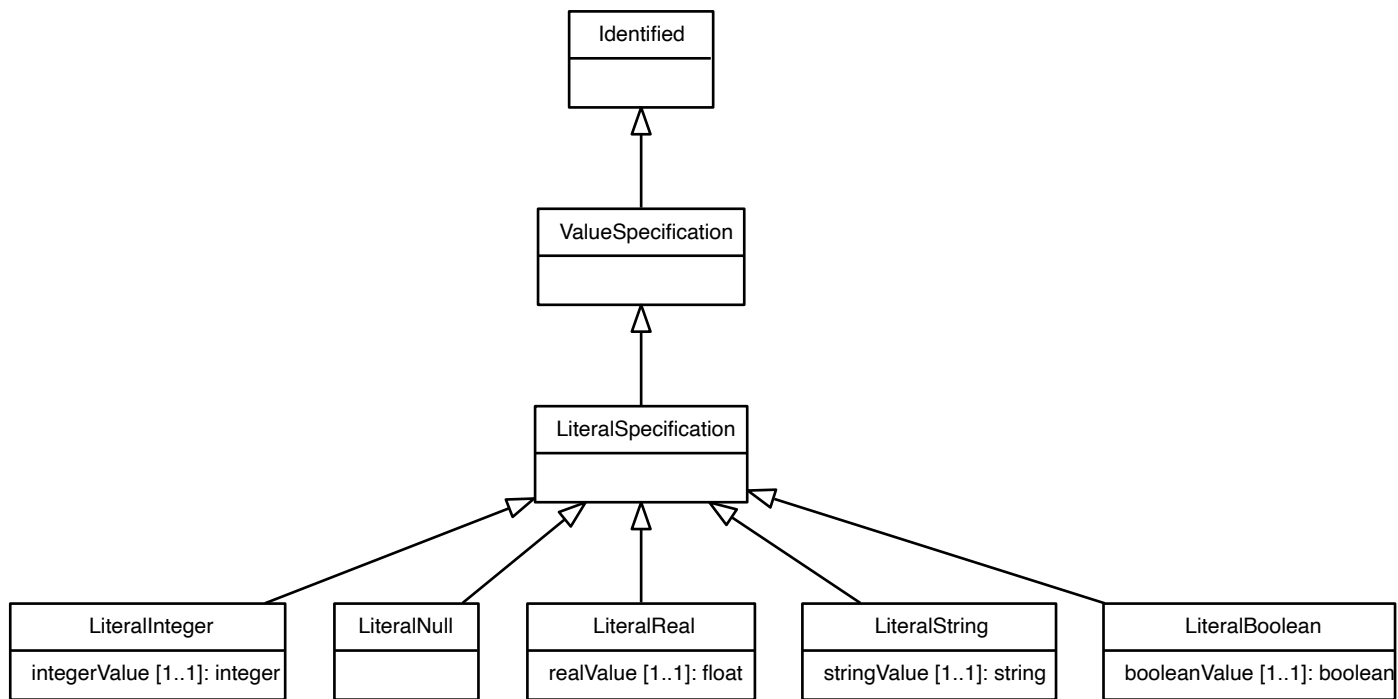 Identified
ValueSpecification
LiteralSpecification
LiteralInteger
integerValue [1..1]: integer
LiteralNull
LiteralReal
realValue [1..1]: float
LiteralString
stringValue [1..1]: string
LiteralBoolean
booleanValue [1..1]: boolean